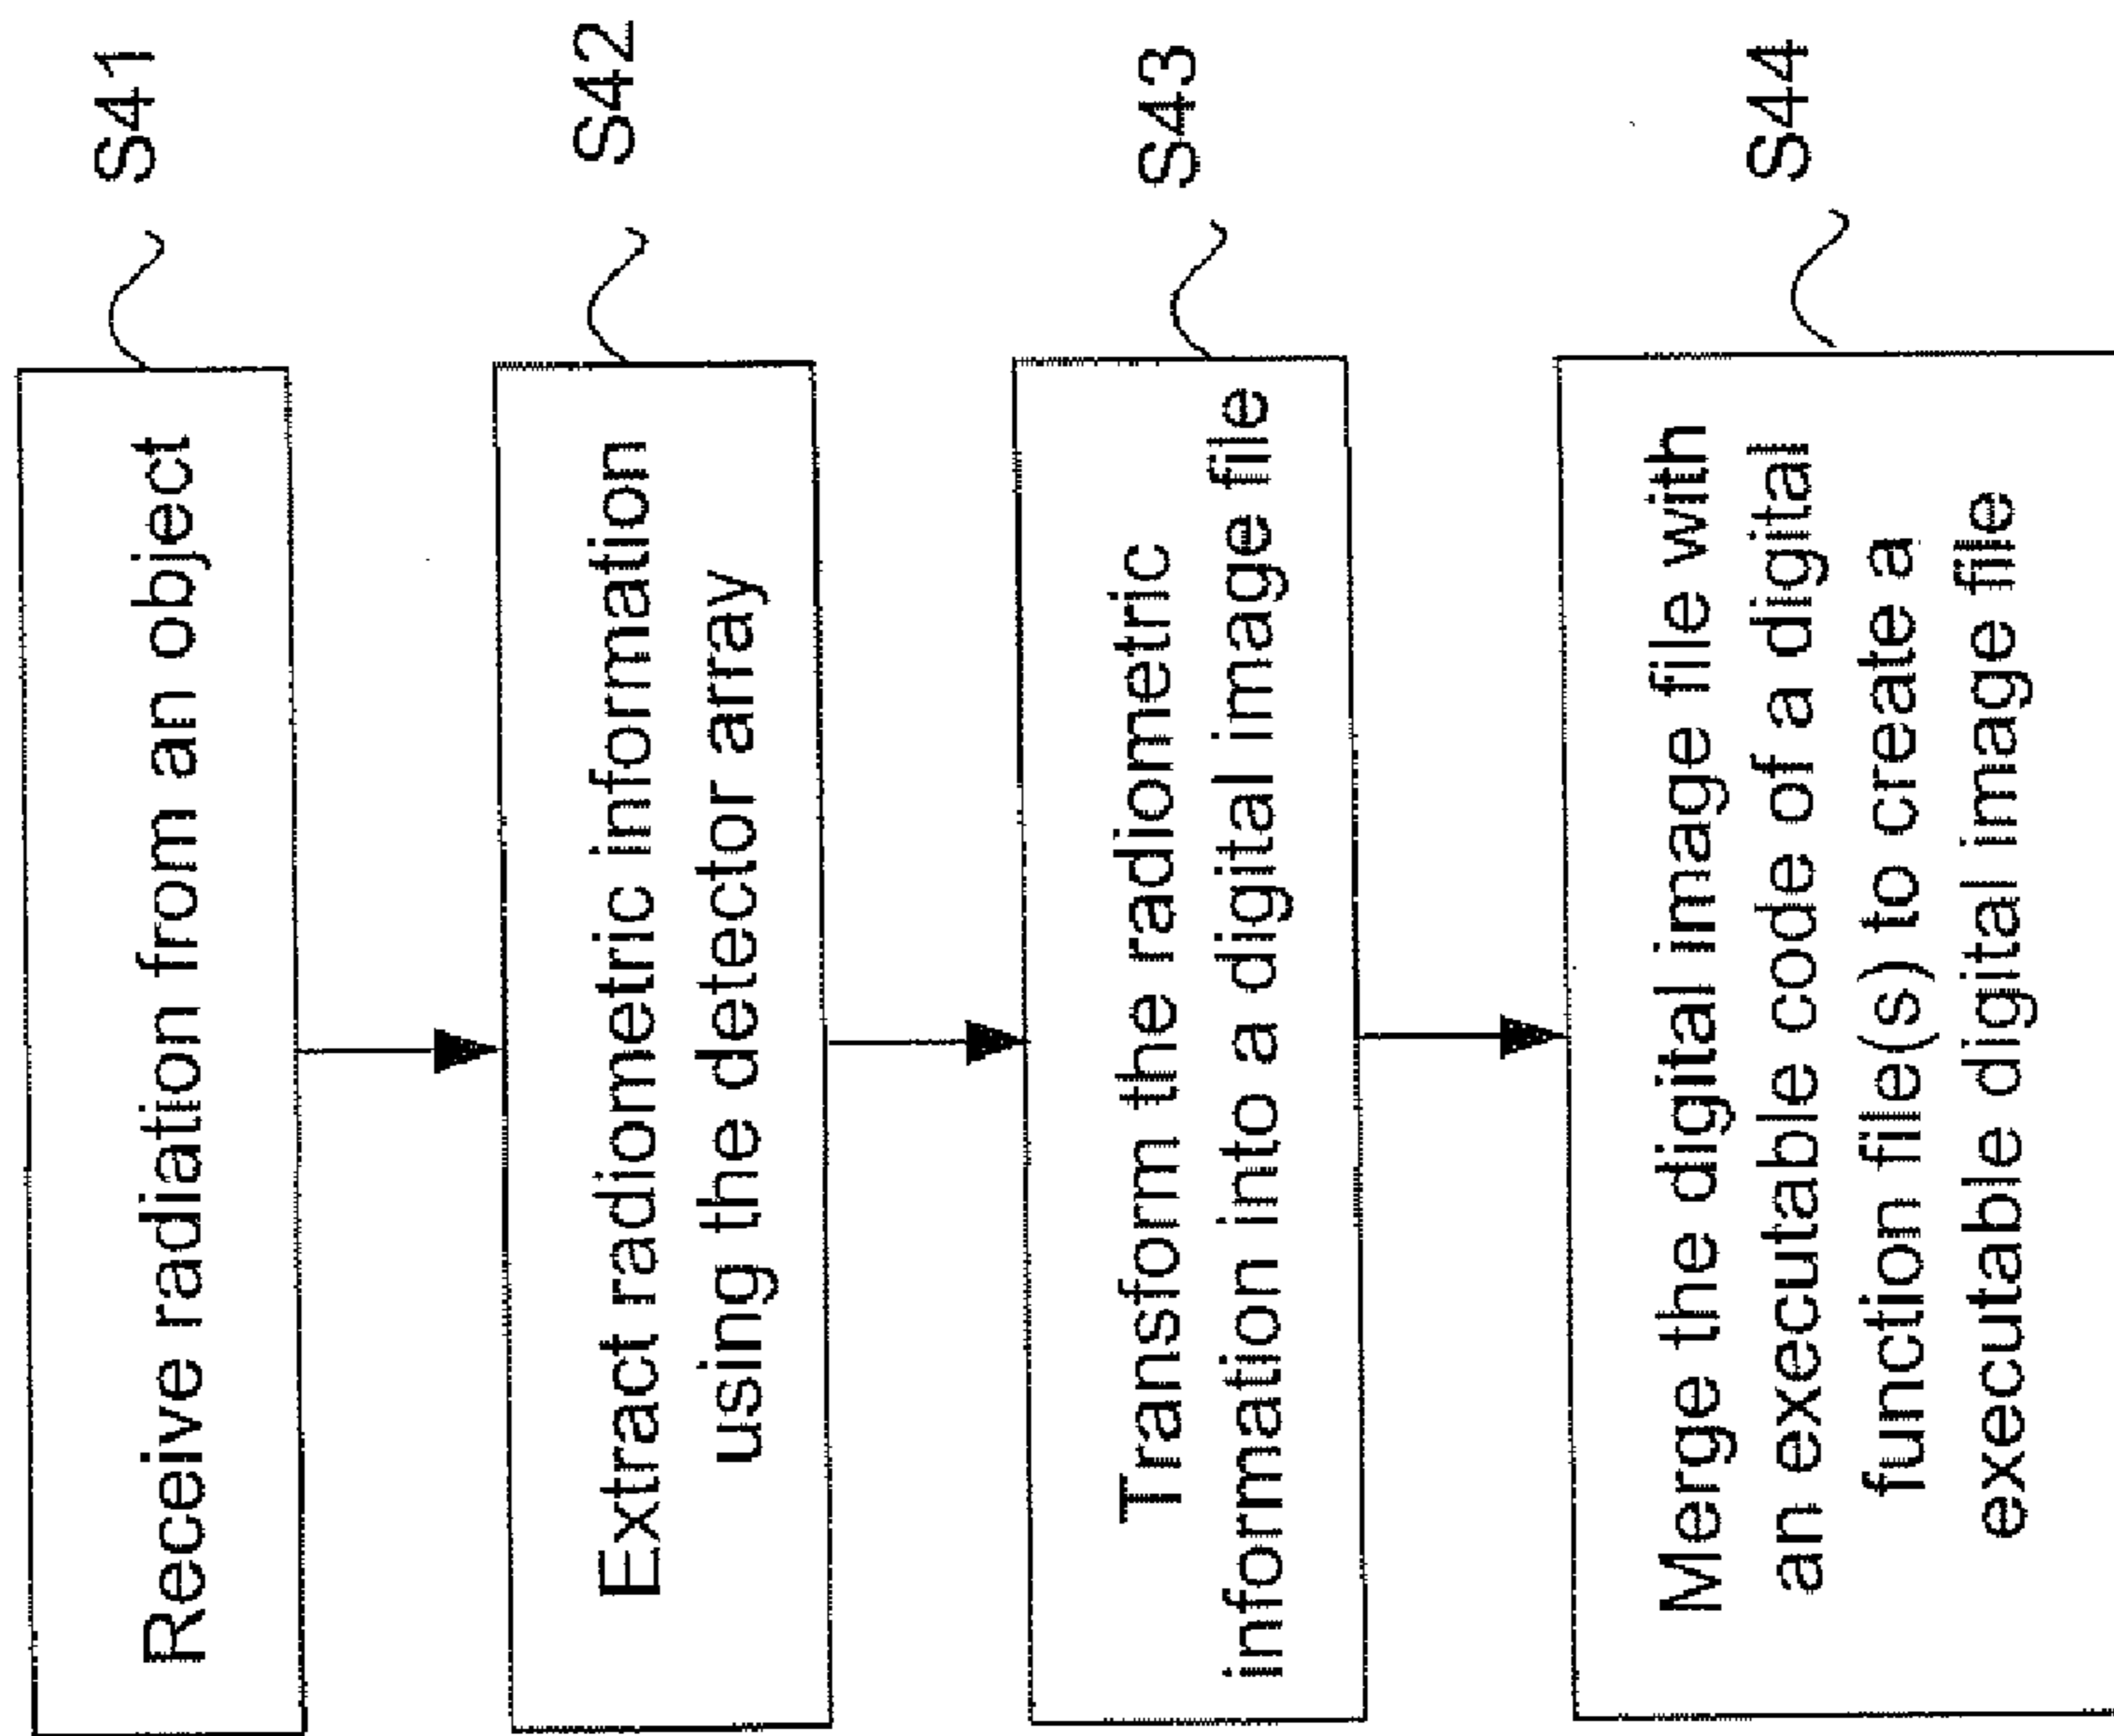 Receive radiation from an object
S41
Extract radiometric information
using the detector array
S42
Transform the radiometric
information into a digital image file
S43
Merge the digital image file with
an executable code of a digital
function file(s) to create a
executable digital image file
S44